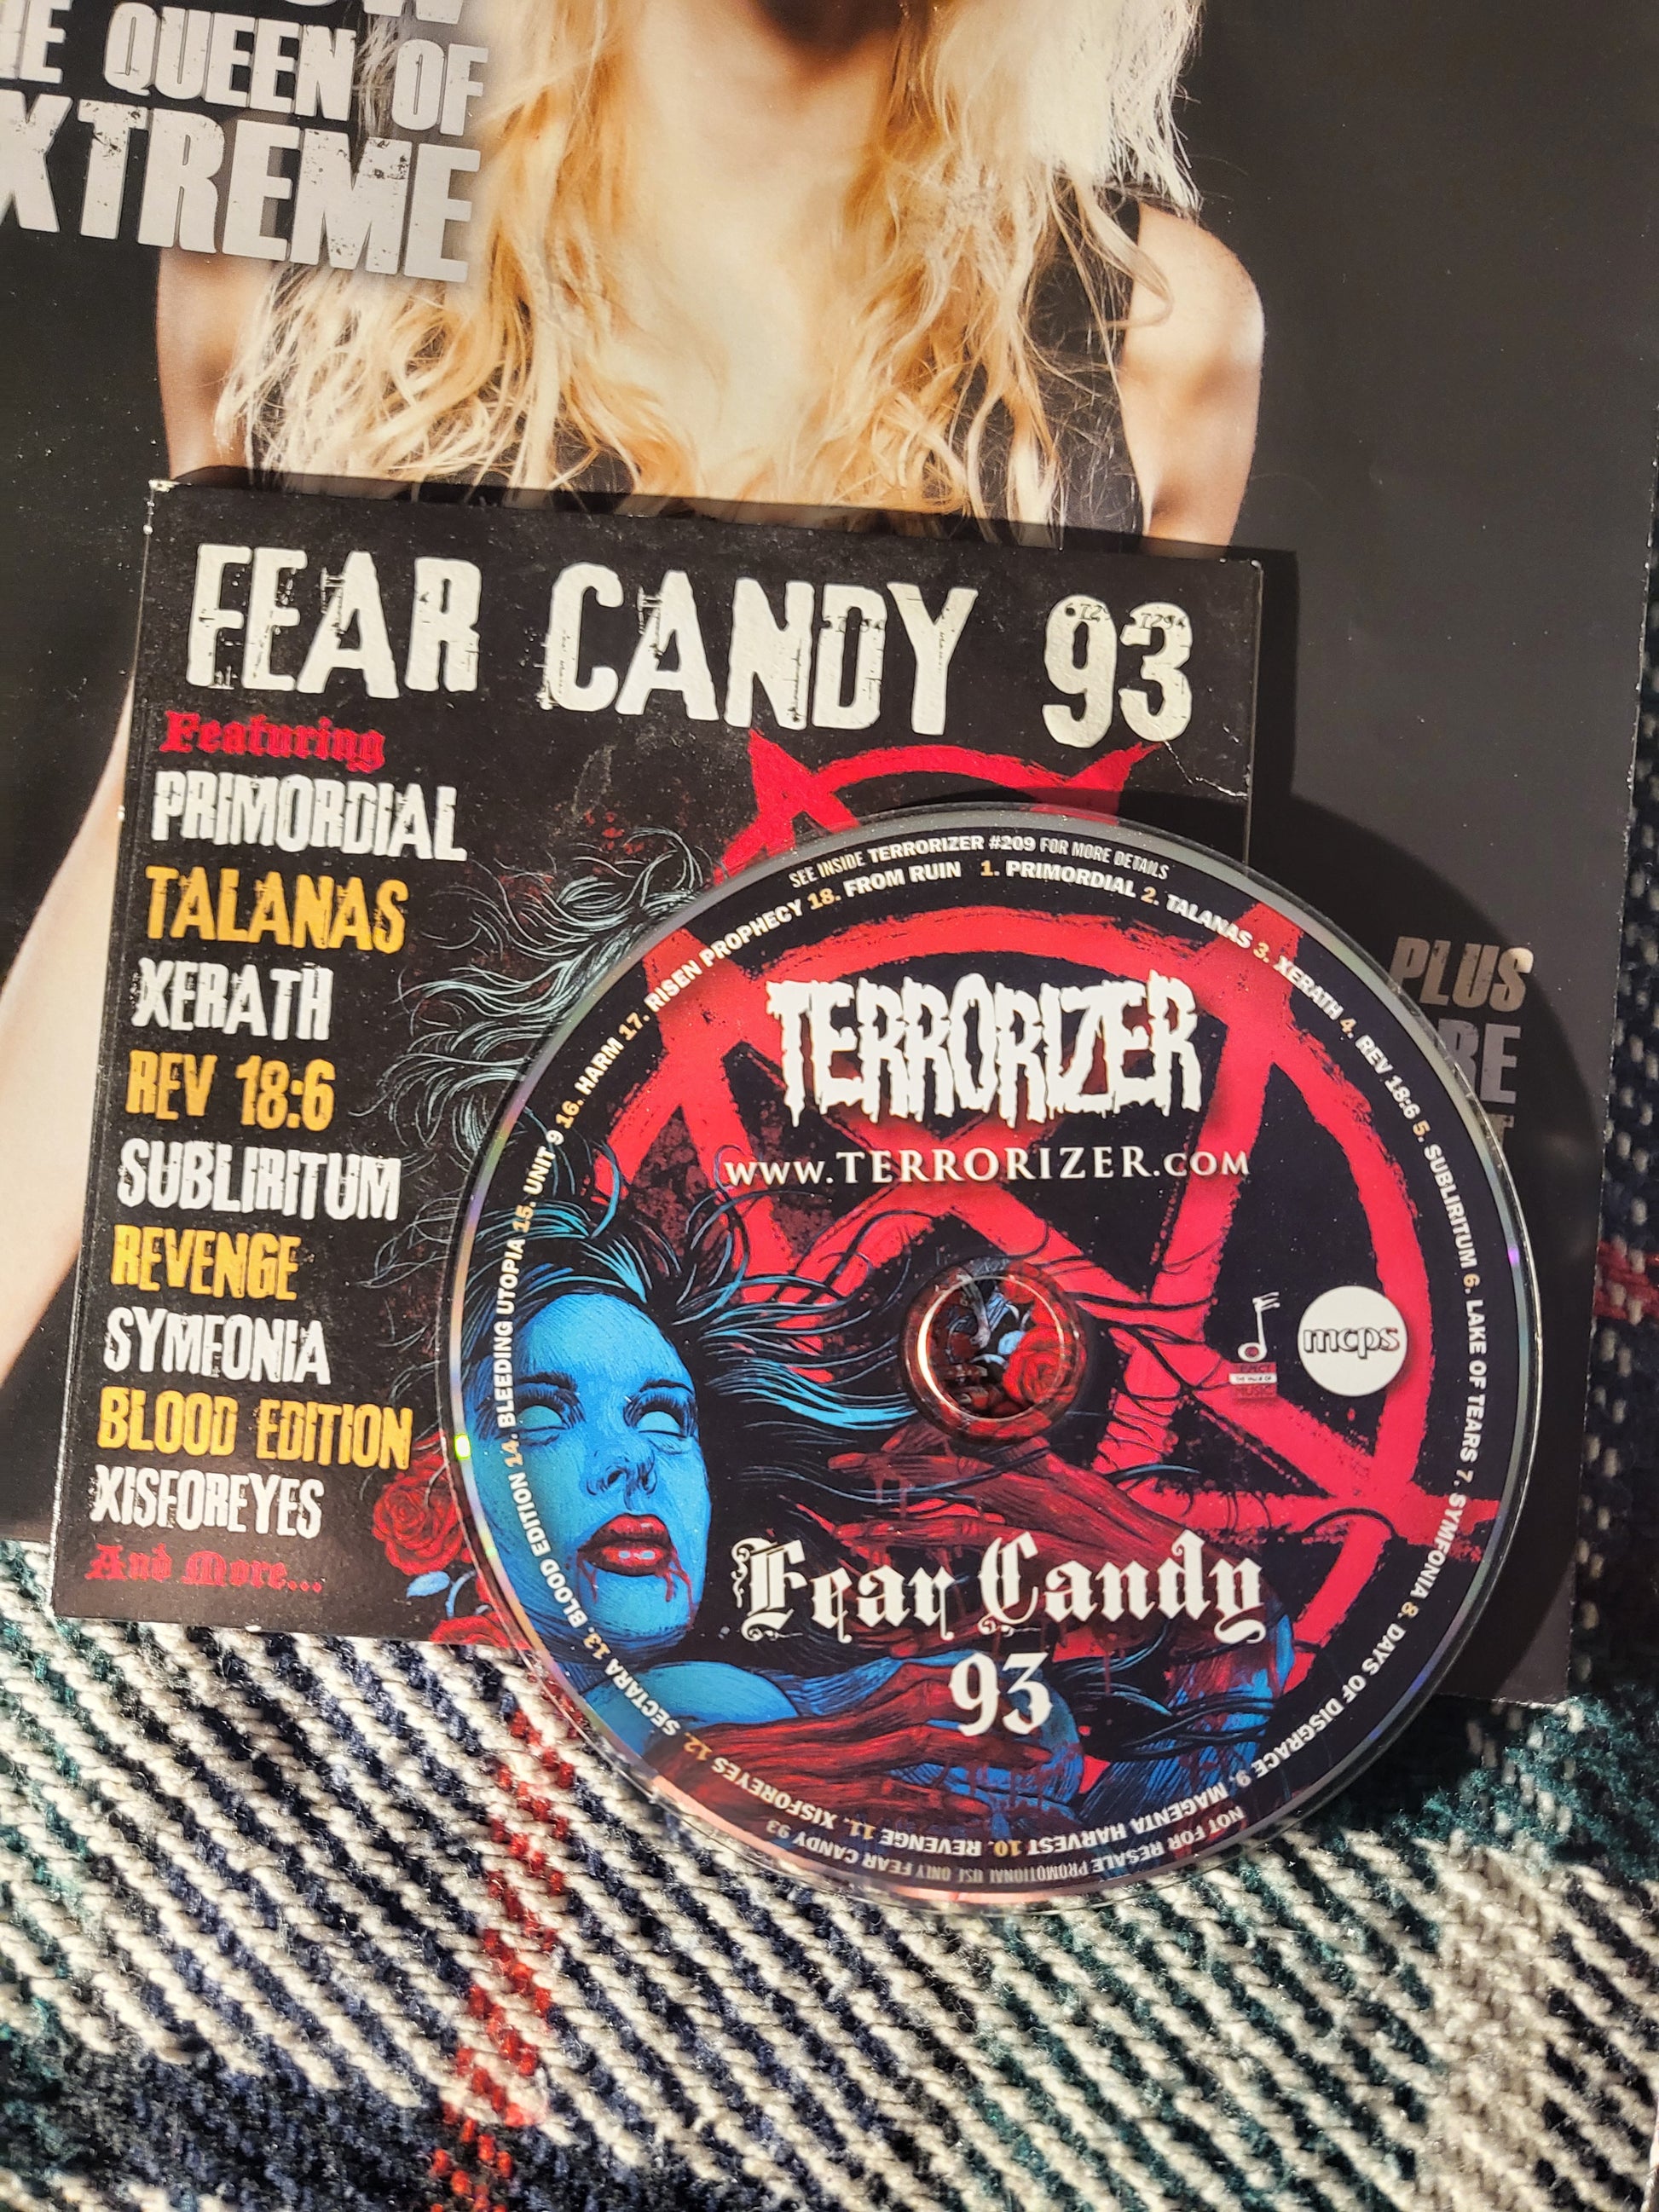 THE QUEEN OF
EXTREME
FEAR CANDY 93
Featuring
PRIMORDIAL
TALANAS
XERATH
REV 18:6
SUBLIRITUM
REVENGE
SYMFONIA
BLOOD EDITION
XISFOREYES
And More...
PLUS
SEE INSIDE TERRORIZER #209 FOR MORE DETAILS
1. PRIMORDIAL 2. TALANAS 3. XERATH 4. REV 18:6 5. SUBLIRITUM 6. LAKE OF TEARS 7. SYMFONIA 8. DAYS OF DISGRACE 9. MAGENTA HARVEST 10. REVENGE 11. XISFOREYES 12. SECTARA 13. BLOOD EDITION 14. BLEEDING UTOPIA 15. UNIT 9 16. HARM 17. RISEN PROPHECY 18. FROM RUIN
TERRORIZER
WWW.TERRORIZER.COM
mcps
Fear Candy
93
NOT FOR RESALE PROMOTIONAL USE ONLY FEAR CANDY 93